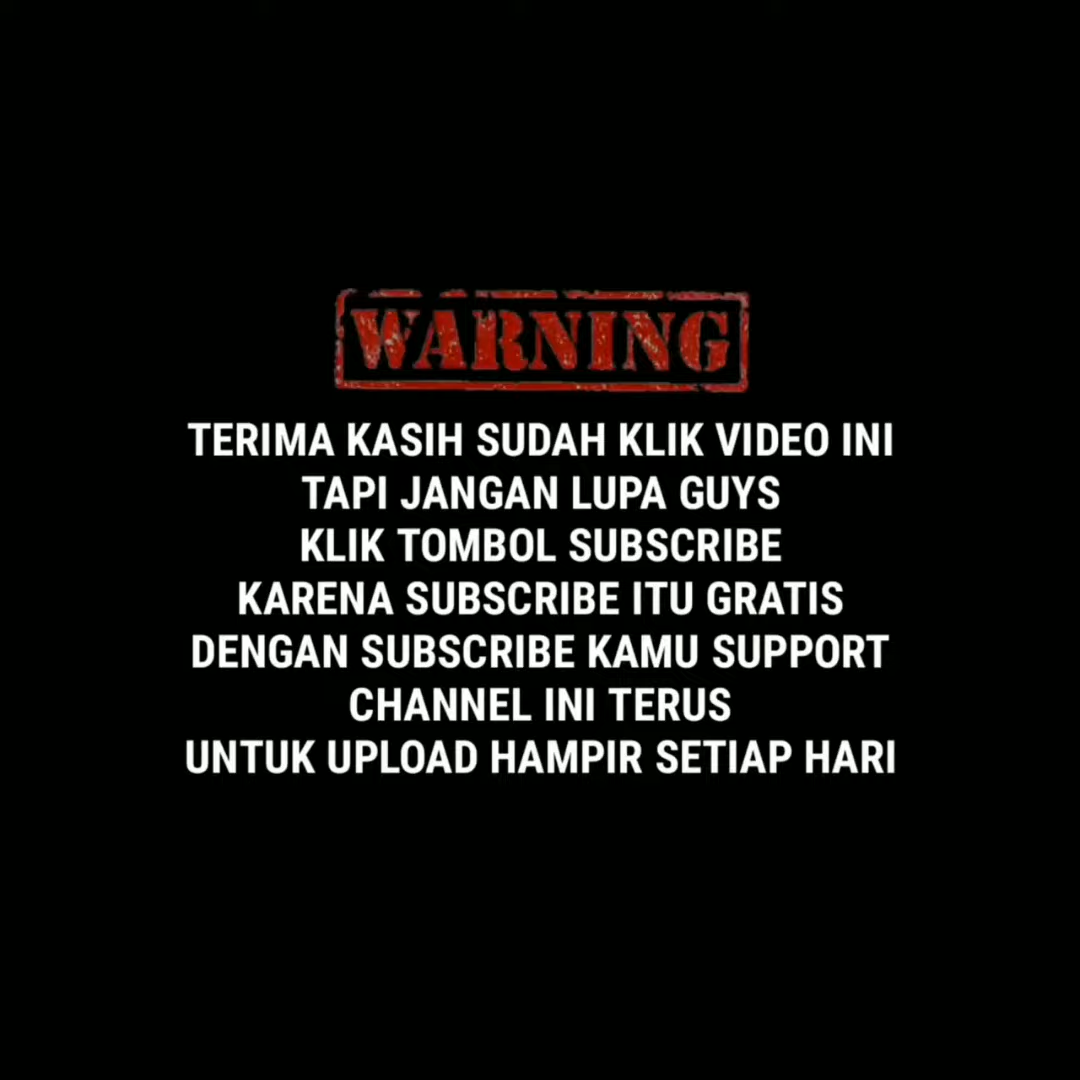 WARNING
TERIMA KASIH SUDAH KLIK VIDEO INI
TAPI JANGAN LUPA GUYS
KLIK TOMBOL SUBSCRIBE
KARENA SUBSCRIBE ITU GRATIS
DENGAN SUBSCRIBE KAMU SUPPORT
CHANNEL INI TERUS
UNTUK UPLOAD HAMPIR SETIAP HARI